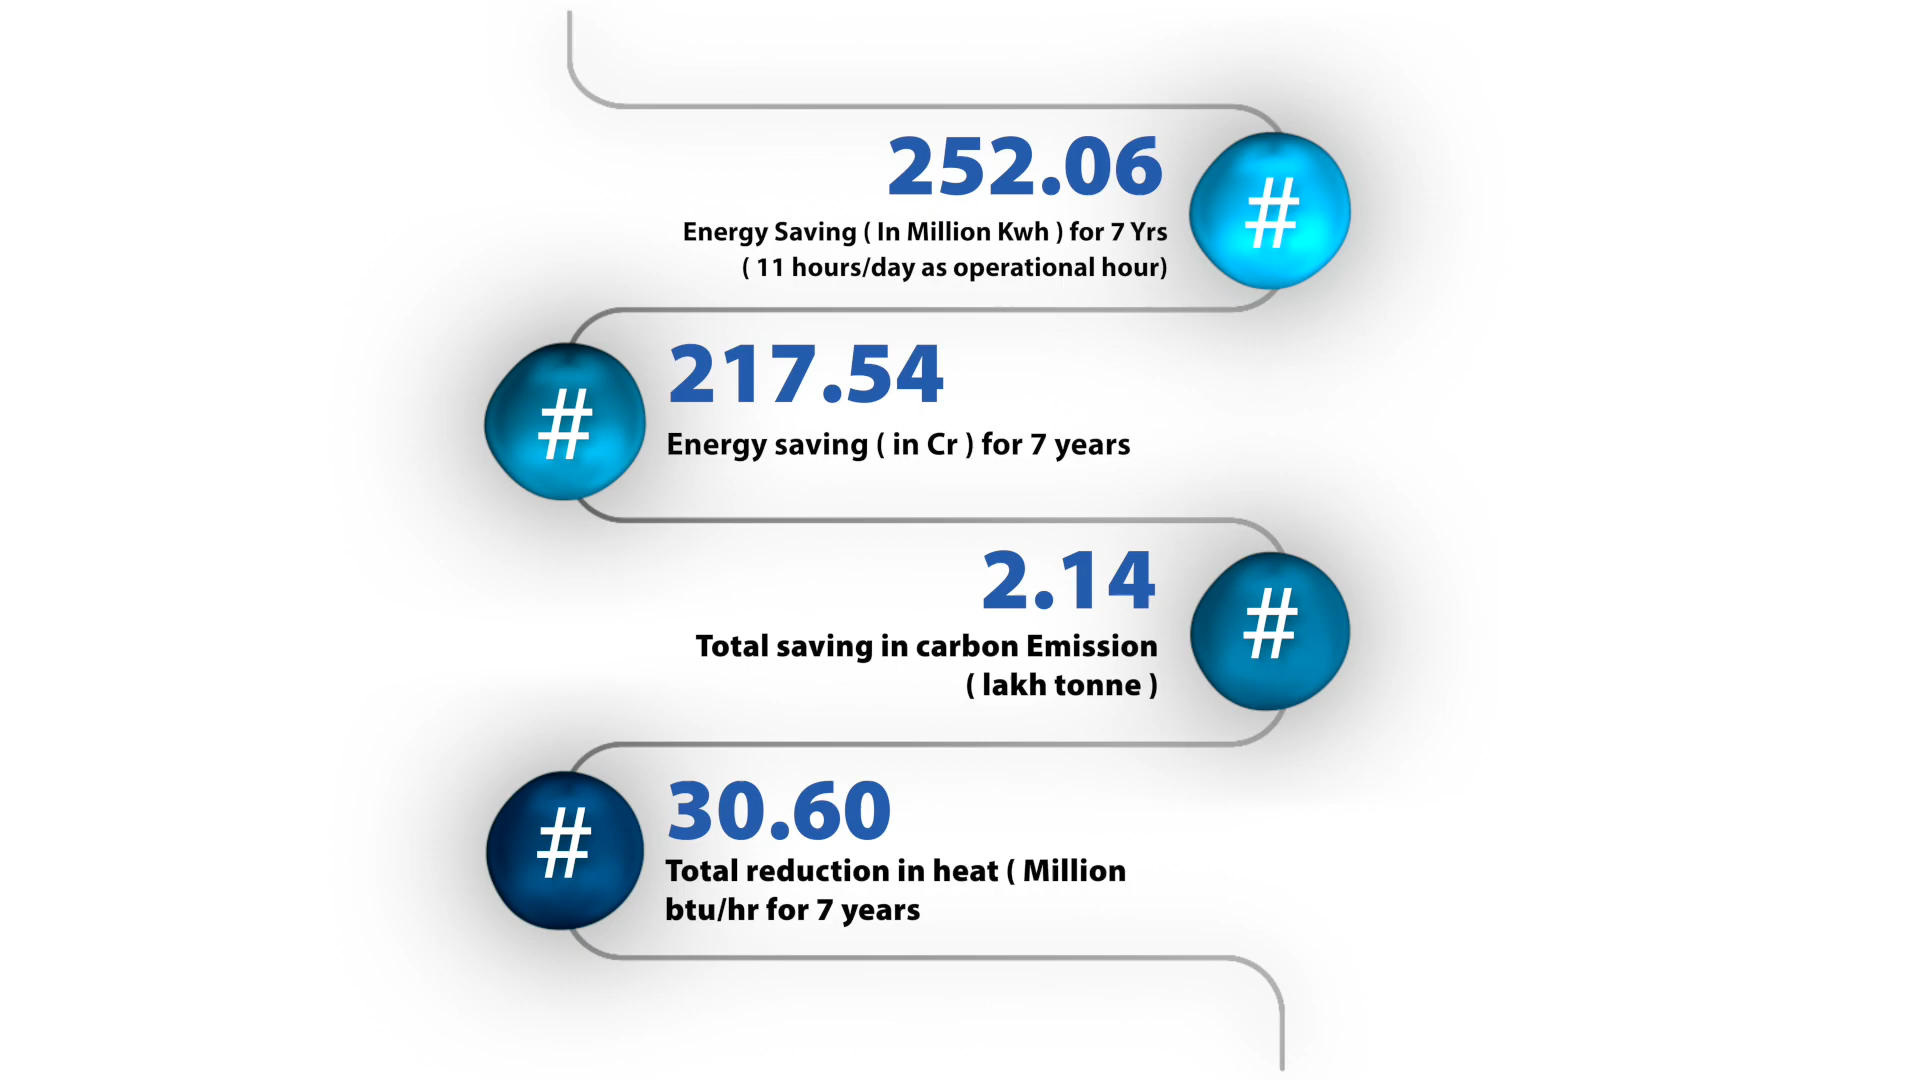 252.06
#
Energy Saving ( In Million Kwh ) for 7 Yrs
( 11 hours/day as operational hour)
217.54
#
Energy saving ( in Cr ) for 7 years
2.14
#
Total saving in carbon Emission
( lakh tonne )
30.60
#
Total reduction in heat ( Million
btu/hr for 7 years